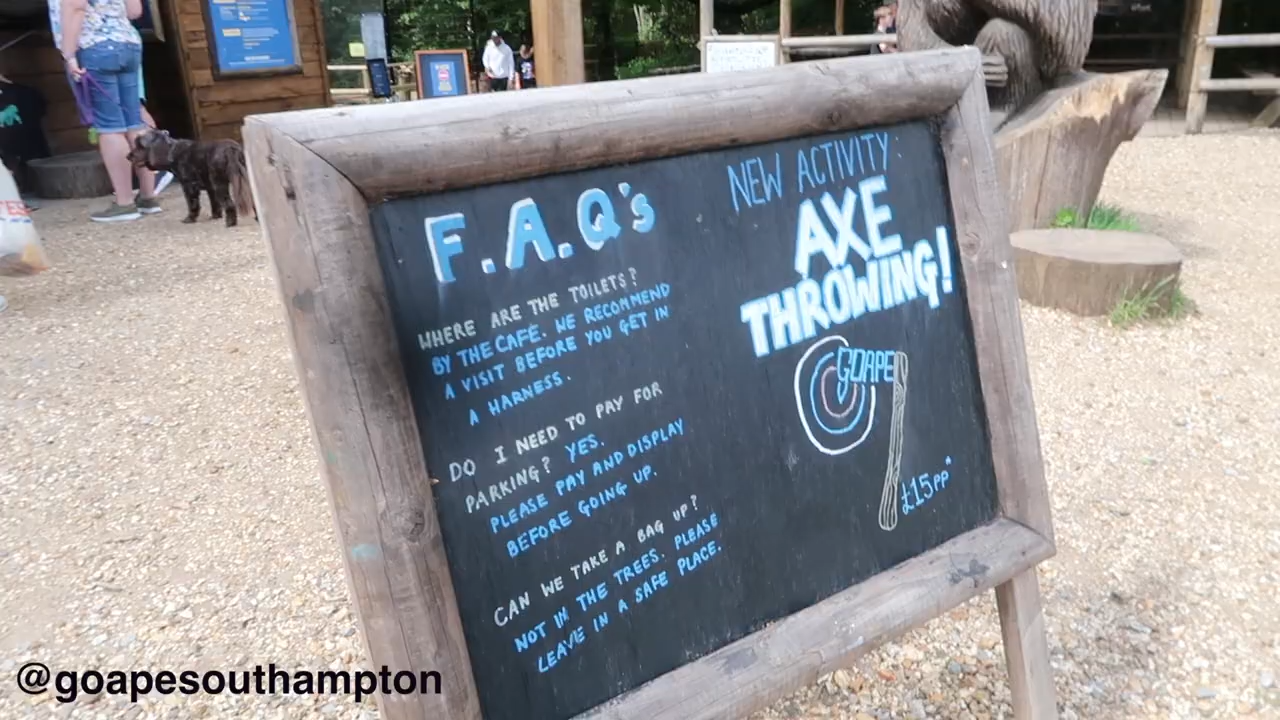 F.A.Q's
WHERE ARE THE TOILETS?
BY THE CAFÉ. WE RECOMMEND
A VISIT BEFORE YOU GET IN
A HARNESS.
DO I NEED TO PAY FOR
PARKING? YES.
PLEASE PAY AND DISPLAY
BEFORE GOING UP.
CAN WE TAKE A BAG UP?
NOT IN THE TREES. PLEASE
LEAVE IN A SAFE PLACE.
NEW ACTIVITY:
AXE
THROWING!
GOAPE
£15pp*
@goapesouthampton